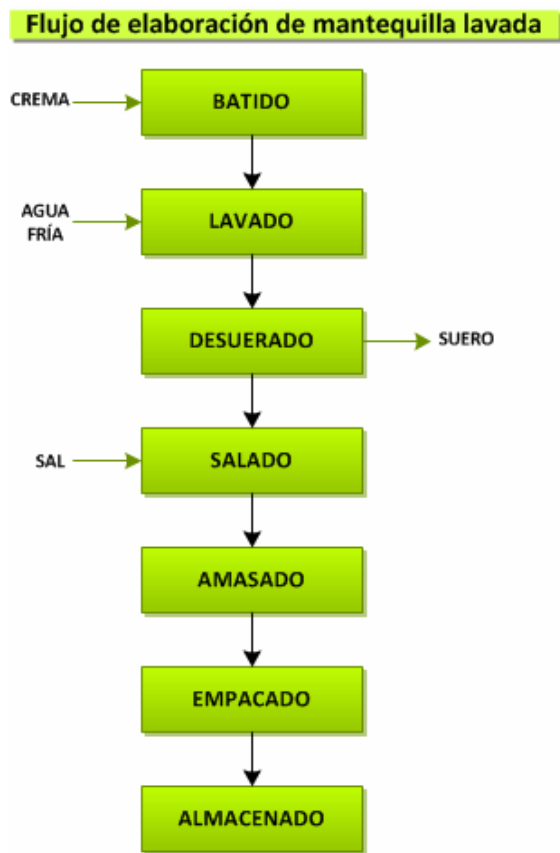 Flujo de elaboración de mantequilla lavada
CREMA
BATIDO
AGUA
FRÍA
LAVADO
DESUERADO
SUERO
SAL
SALADO
AMASADO
EMPACADO
ALMACENADO